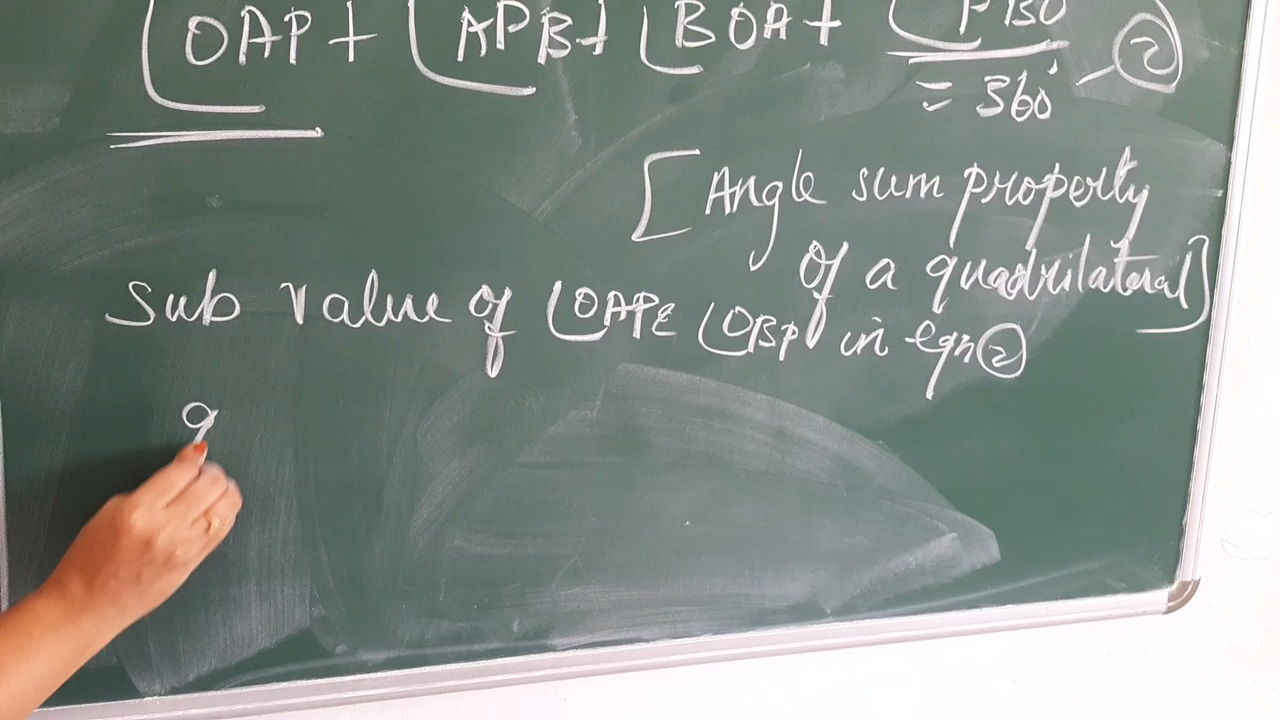 ∠OAP + ∠APB + ∠BOA + ∠PBO
= 360° — ②
[Angle sum property
of a quadrilateral]
Sub value of ∠OAP & ∠OBP in eqn ②
9